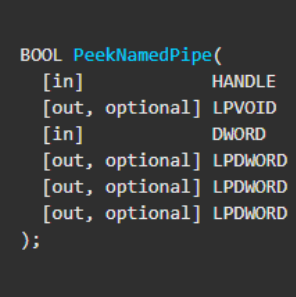 BOOL PeekNamedPipe(
[in] HANDLE
[out, optional] LPVOID
[in] DWORD
[out, optional] LPDWORD
[out, optional] LPDWORD
[out, optional] LPDWORD
);